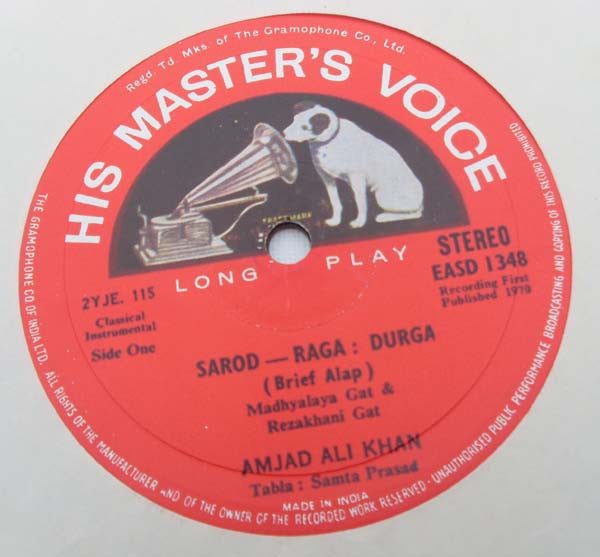 Regd. Td. Mks. of The Gramophone Co., Ltd.
HIS MASTER'S VOICE
TRADEMARK
LONG PLAY
2YJE. 115
Classical
Instrumental
Side One
STEREO
EASD 1348
Recording First
Published 1970
SAROD — RAGA : DURGA
(Brief Alap)
Madhyalaya Gat &
Rezakhani Gat
AMJAD ALI KHAN
Tabla : Samta Prasad
MADE IN INDIA
THE GRAMOPHONE CO. OF INDIA LTD. ALL RIGHTS OF THE MANUFACTURER AND OF THE OWNER OF THE RECORDED WORK RESERVED - UNAUTHORISED PUBLIC PERFORMANCE BROADCASTING AND COPYING OF THIS RECORD PROHIBITED